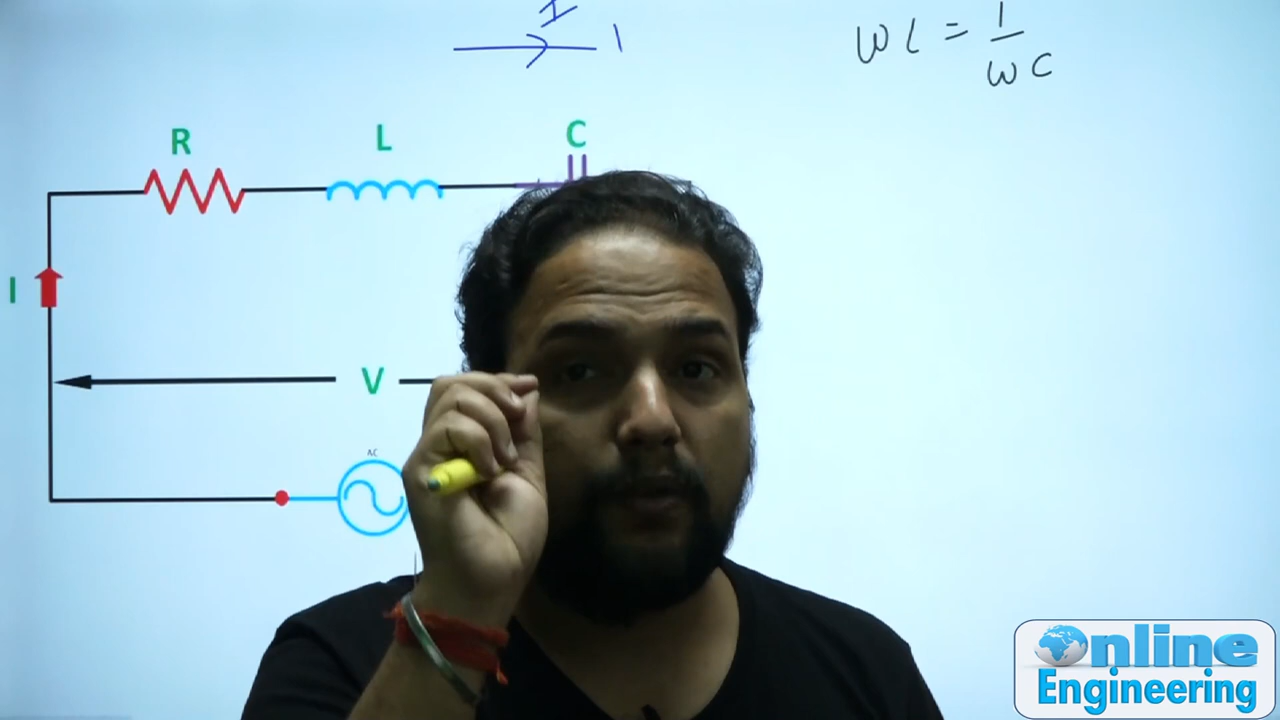 I
I
ωL = 1/ωC
R
L
C
I
V
AC
Online
Engineering